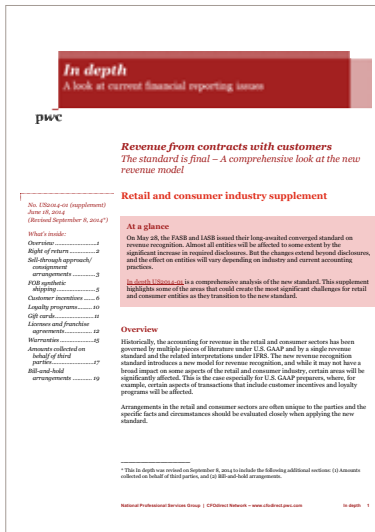 In depth
A look at current financial reporting issues
pwc
Revenue from contracts with customers
The standard is final – A comprehensive look at the new
revenue model
No. US2014-01 (supplement)
June 18, 2014
(Revised September 8, 2014*)
What's inside:
Overview ........................1
Right of return ................2
Sell-through approach/
consignment
arrangements ............3
FOB synthetic
shipping ....................5
Customer incentives ......6
Loyalty programs ........10
Gift cards.....................11
Licenses and franchise
agreements ..............12
Warranties ...................15
Amounts collected on
behalf of third
parties......................17
Bill-and-hold
arrangements ...........19
Retail and consumer industry supplement
At a glance
On May 28, the FASB and IASB issued their long-awaited converged standard on
revenue recognition. Almost all entities will be affected to some extent by the
significant increase in required disclosures. But the changes extend beyond disclosures,
and the effect on entities will vary depending on industry and current accounting
practices.
In depth US2014-01 is a comprehensive analysis of the new standard. This supplement
highlights some of the areas that could create the most significant challenges for retail
and consumer entities as they transition to the new standard.
Overview
Historically, the accounting for revenue in the retail and consumer sectors has been
governed by multiple pieces of literature under U.S. GAAP and by a single revenue
standard and the related interpretations under IFRS. The new revenue recognition
standard introduces a new model for revenue recognition, and while it may not have a
broad impact on some aspects of the retail and consumer industry, certain areas will be
significantly affected. This is the case especially for U.S. GAAP preparers, where, for
example, certain aspects of transactions that include customer incentives and loyalty
programs will be affected.
Arrangements in the retail and consumer sectors are often unique to the parties and the
specific facts and circumstances should be evaluated closely when applying the new
standard.
* This In depth was revised on September 8, 2014 to include the following additional sections: (1) Amounts
collected on behalf of third parties, and (2) Bill-and-hold arrangements.
National Professional Services Group | CFOdirect Network – www.cfodirect.pwc.com In depth 1